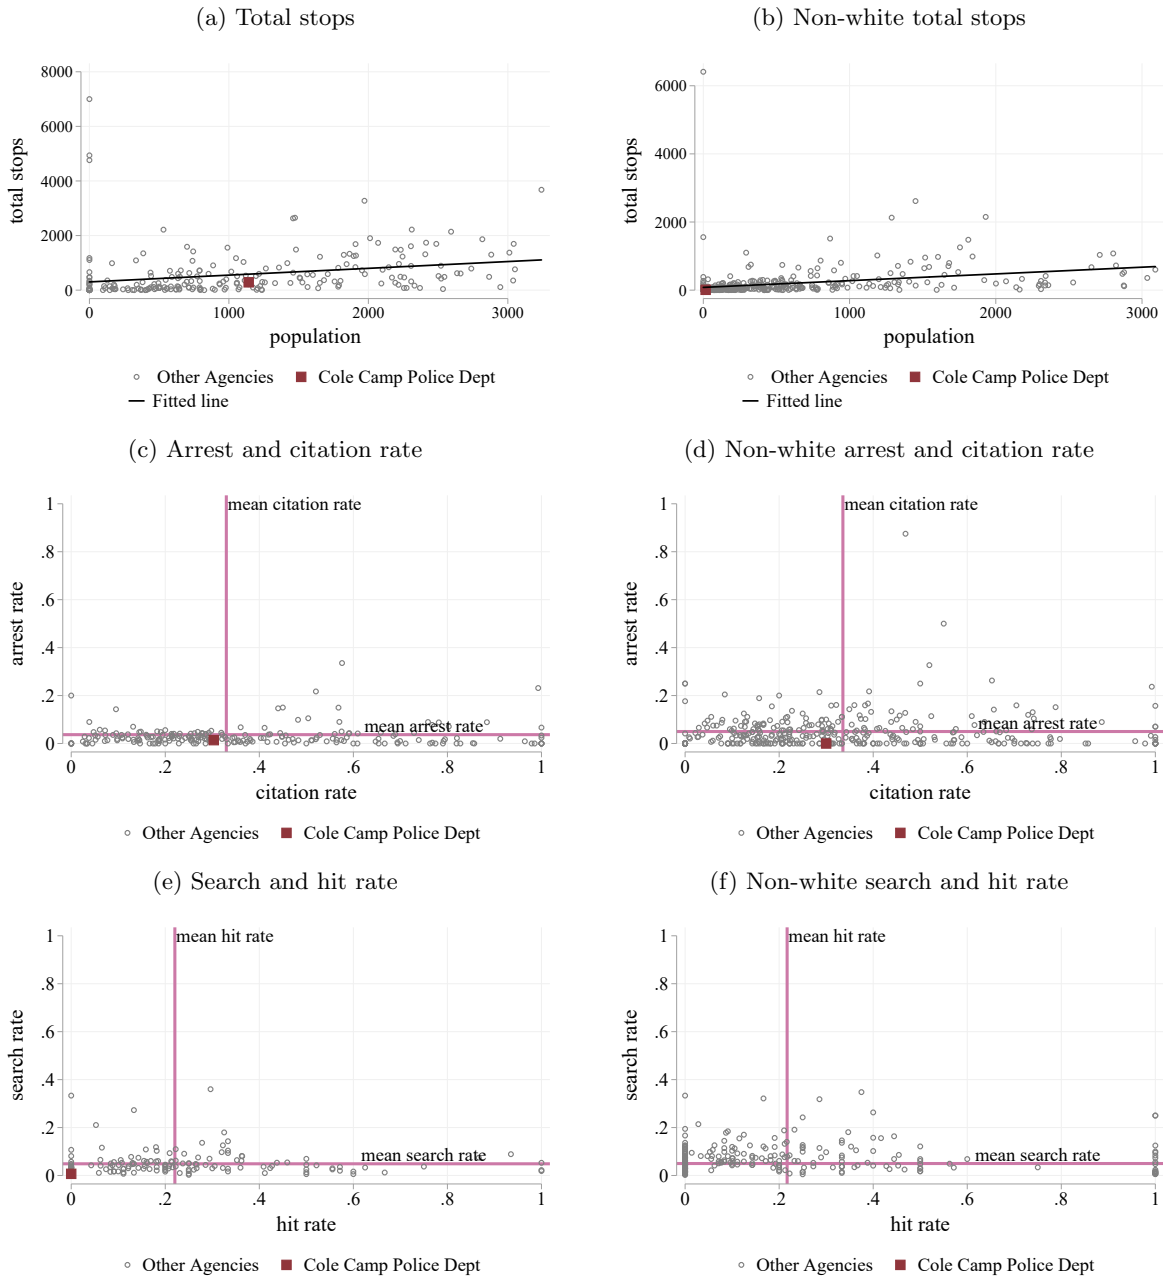 (a) Total stops
(b) Non-white total stops
8000
6000
4000
2000
0
total stops
0 1000 2000 3000
population
Other Agencies Cole Camp Police Dept
Fitted line
6000
4000
2000
0
total stops
0 1000 2000 3000
population
Other Agencies Cole Camp Police Dept
Fitted line
(c) Arrest and citation rate
(d) Non-white arrest and citation rate
1
.8
.6
.4
.2
0
arrest rate
mean citation rate
mean arrest rate
0 .2 .4 .6 .8 1
citation rate
Other Agencies Cole Camp Police Dept
1
.8
.6
.4
.2
0
arrest rate
mean citation rate
mean arrest rate
0 .2 .4 .6 .8 1
citation rate
Other Agencies Cole Camp Police Dept
(e) Search and hit rate
(f) Non-white search and hit rate
1
.8
.6
.4
.2
0
search rate
mean hit rate
mean search rate
0 .2 .4 .6 .8 1
hit rate
Other Agencies Cole Camp Police Dept
1
.8
.6
.4
.2
0
search rate
mean hit rate
mean search rate
0 .2 .4 .6 .8 1
hit rate
Other Agencies Cole Camp Police Dept